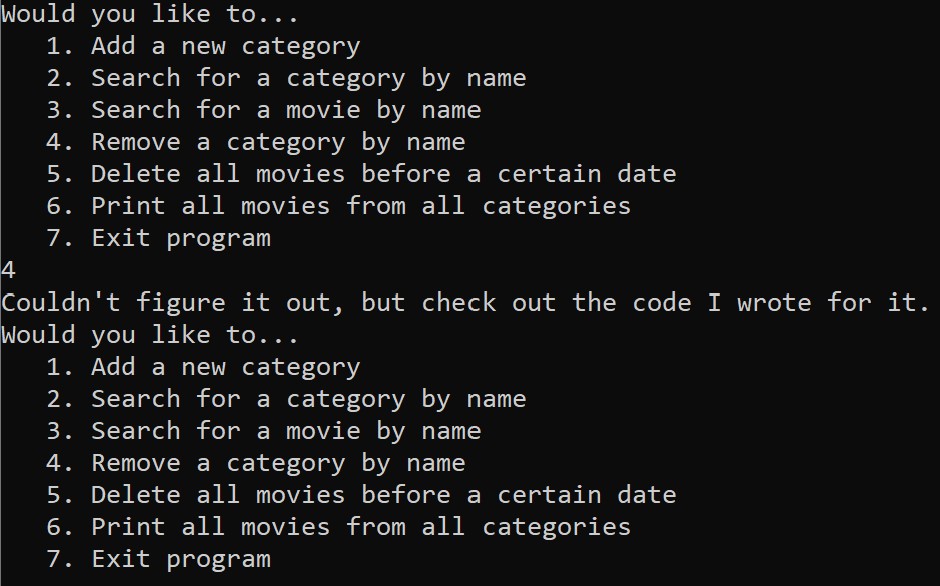 Would you like to...
   1. Add a new category
   2. Search for a category by name
   3. Search for a movie by name
   4. Remove a category by name
   5. Delete all movies before a certain date
   6. Print all movies from all categories
   7. Exit program
4
Couldn't figure it out, but check out the code I wrote for it.
Would you like to...
   1. Add a new category
   2. Search for a category by name
   3. Search for a movie by name
   4. Remove a category by name
   5. Delete all movies before a certain date
   6. Print all movies from all categories
   7. Exit program